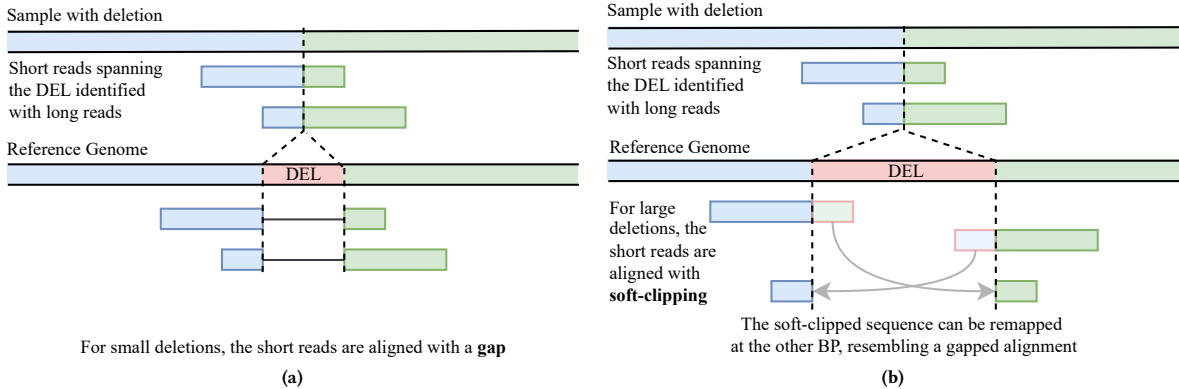 Sample with deletion
Short reads spanning
the DEL identified
with long reads
Reference Genome
DEL
For small deletions, the short reads are aligned with a gap
(a)
Sample with deletion
Short reads spanning
the DEL identified
with long reads
Reference Genome
DEL
For large
deletions, the
short reads are
aligned with
soft-clipping
The soft-clipped sequence can be remapped
at the other BP, resembling a gapped alignment
(b)